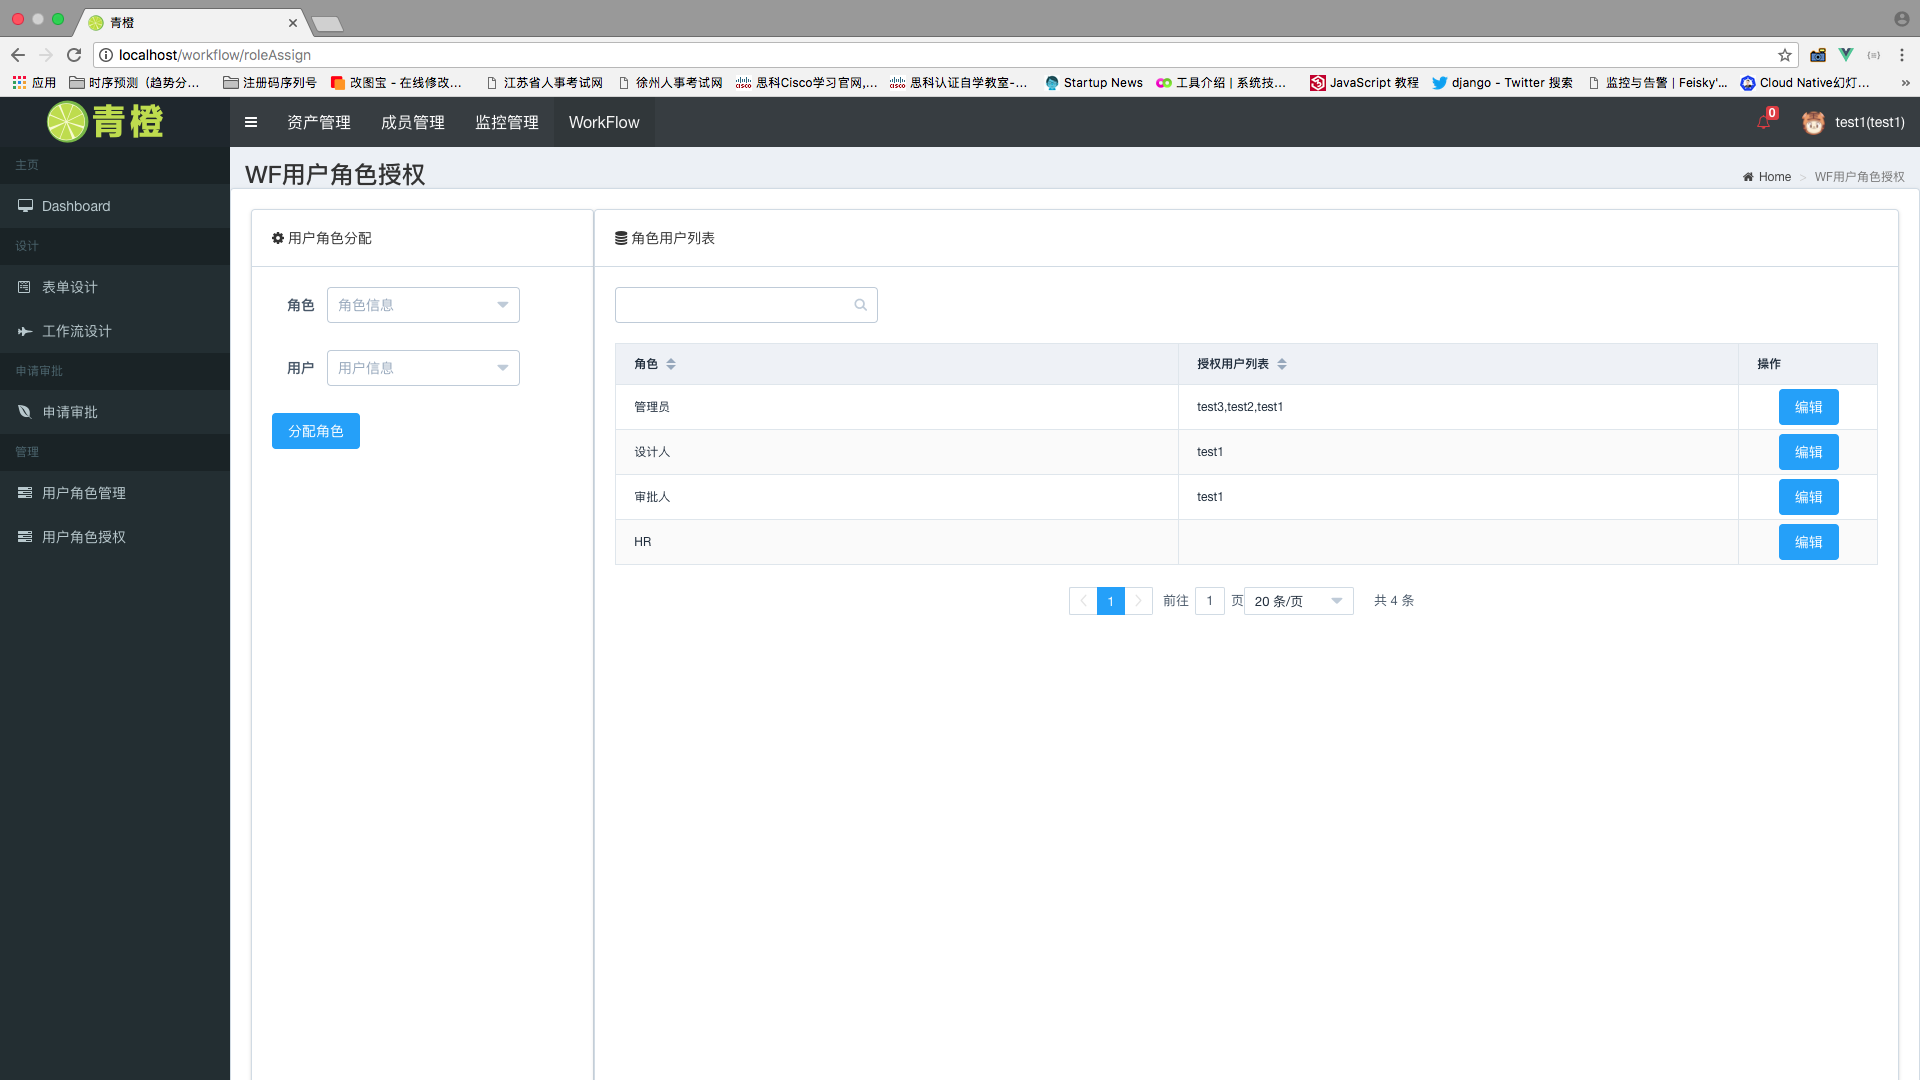 青橙
localhost/workflow/roleAssign
应用 时序预测（趋势分... 注册码序列号 改图宝 - 在线修改... 江苏省人事考试网 徐州人事考试网 思科Cisco学习官网,... 思科认证自学教室-... Startup News 工具介绍 | 系统技... JavaScript 教程 django - Twitter 搜索 监控与告警 | Feisky'... Cloud Native幻灯... »
青橙 资产管理 成员管理 监控管理 WorkFlow 0 test1(test1)
主页
Dashboard
设计
表单设计
工作流设计
申请审批
申请审批
管理
用户角色管理
用户角色授权
WF用户角色授权
Home > WF用户角色授权
用户角色分配
角色 角色信息
用户 用户信息
分配角色
角色用户列表
角色 授权用户列表 操作
管理员 test3,test2,test1 编辑
设计人 test1 编辑
审批人 test1 编辑
HR 编辑
1 前往 1 页 20 条/页 共 4 条